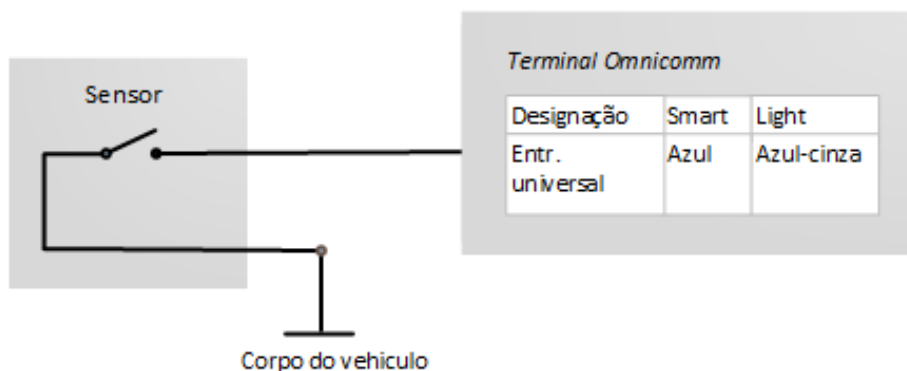 Terminal Omnicomm
Sensor
Designação Smart Light
Entr. Azul Azul-cinza
universal
Corpo do vehiculo